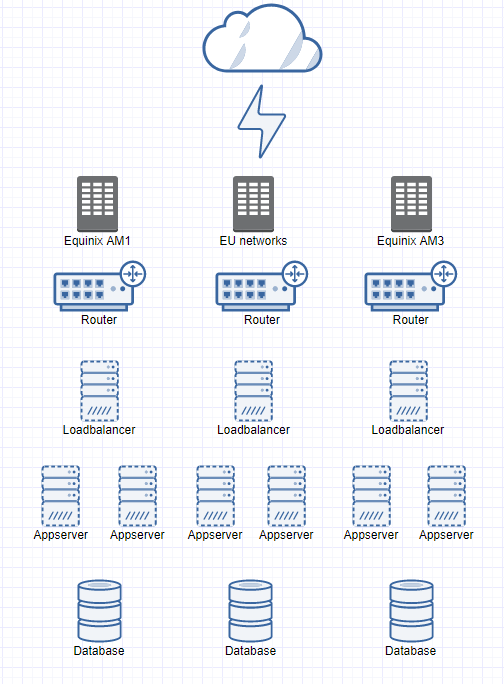 Equinix AM1
EU networks
Equinix AM3
Router
Router
Router
Loadbalancer
Loadbalancer
Loadbalancer
Appserver
Appserver
Appserver
Appserver
Appserver
Appserver
Database
Database
Database